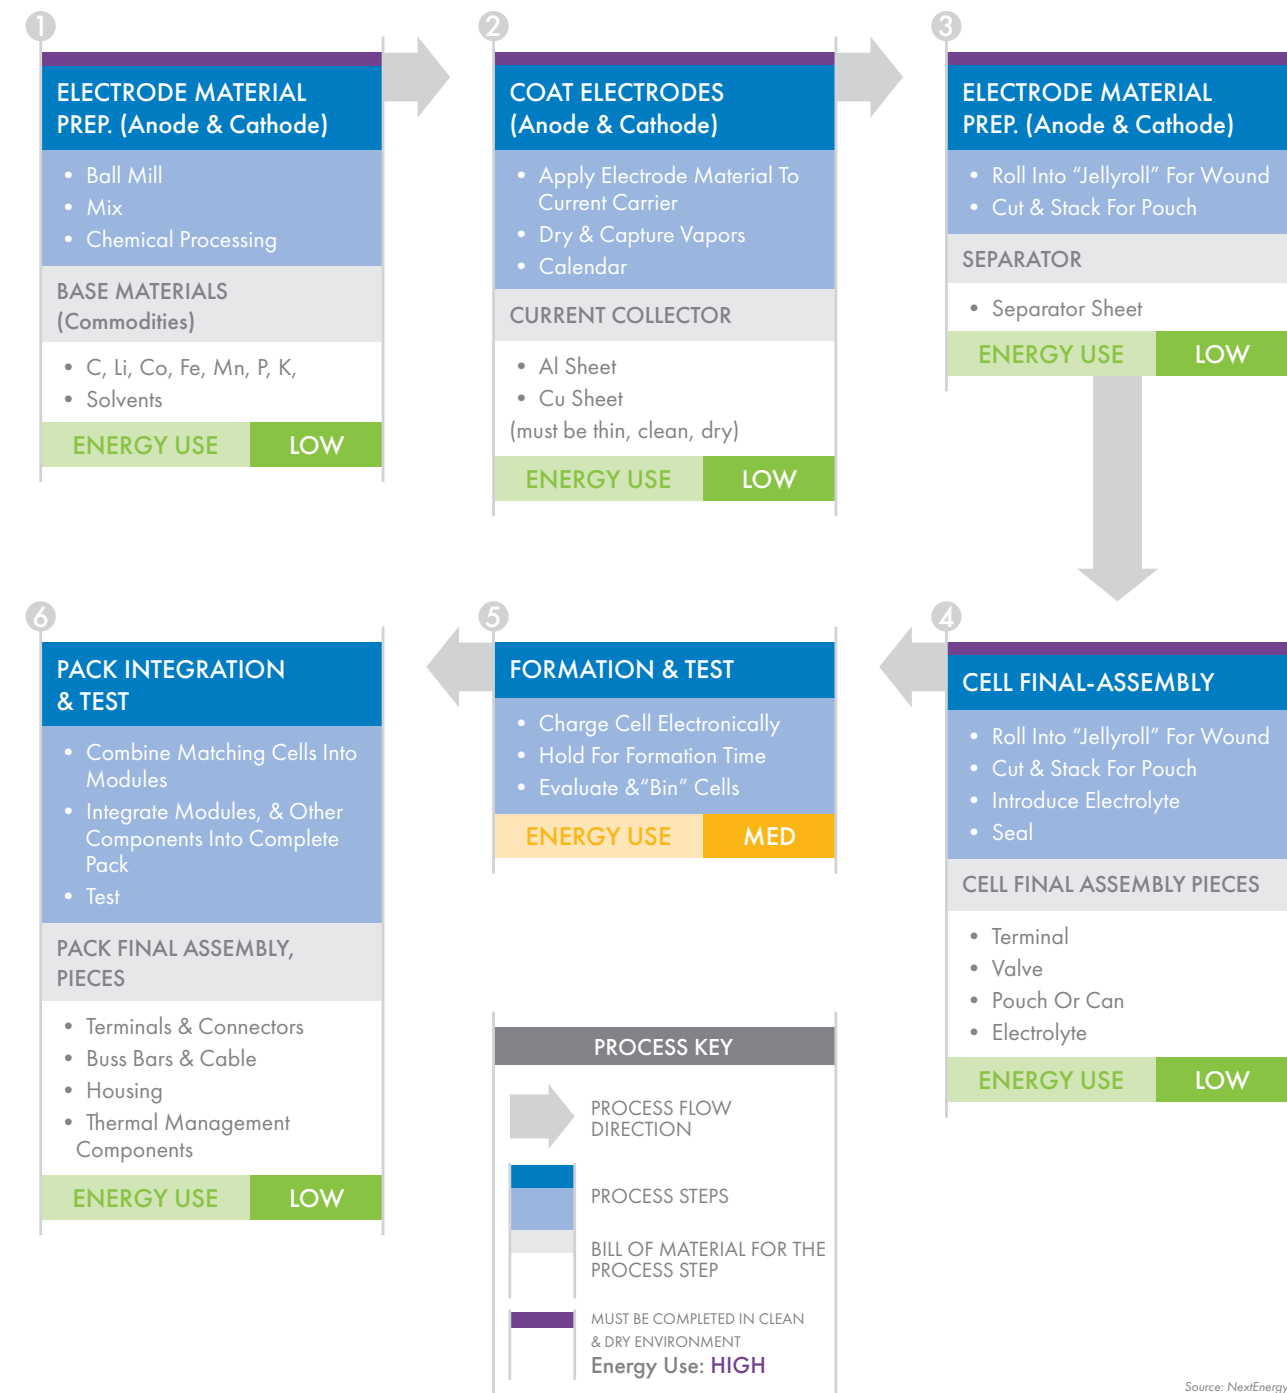 1
ELECTRODE MATERIAL
PREP. (Anode & Cathode)
• Ball Mill
• Mix
• Chemical Processing
BASE MATERIALS
(Commodities)
• C, Li, Co, Fe, Mn, P, K,
• Solvents
ENERGY USE LOW
2
COAT ELECTRODES
(Anode & Cathode)
• Apply Electrode Material To
Current Carrier
• Dry & Capture Vapors
• Calendar
CURRENT COLLECTOR
• Al Sheet
• Cu Sheet
(must be thin, clean, dry)
ENERGY USE LOW
3
ELECTRODE MATERIAL
PREP. (Anode & Cathode)
• Roll Into “Jellyroll” For Wound
• Cut & Stack For Pouch
SEPARATOR
• Separator Sheet
ENERGY USE LOW
4
CELL FINAL-ASSEMBLY
• Roll Into “Jellyroll” For Wound
• Cut & Stack For Pouch
• Introduce Electrolyte
• Seal
CELL FINAL ASSEMBLY PIECES
• Terminal
• Valve
• Pouch Or Can
• Electrolyte
ENERGY USE LOW
5
FORMATION & TEST
• Charge Cell Electronically
• Hold For Formation Time
• Evaluate &“Bin” Cells
ENERGY USE MED
6
PACK INTEGRATION
& TEST
• Combine Matching Cells Into
Modules
• Integrate Modules, & Other
Components Into Complete
Pack
• Test
PACK FINAL ASSEMBLY,
PIECES
• Terminals & Connectors
• Buss Bars & Cable
• Housing
• Thermal Management
Components
ENERGY USE LOW
PROCESS KEY
PROCESS FLOW
DIRECTION
PROCESS STEPS
BILL OF MATERIAL FOR THE
PROCESS STEP
MUST BE COMPLETED IN CLEAN
& DRY ENVIRONMENT
Energy Use: HIGH
Source: NextEnergy